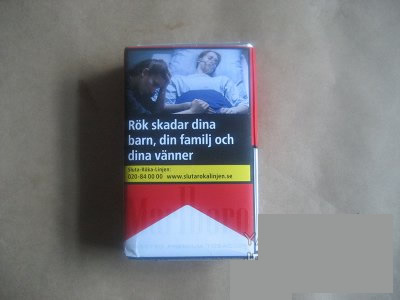 Rök skadar dina
barn, din familj och
dina vänner
Sluta-Röka-Linjen:
020-84 00 00 www.slutarokalinjen.se
Marlboro